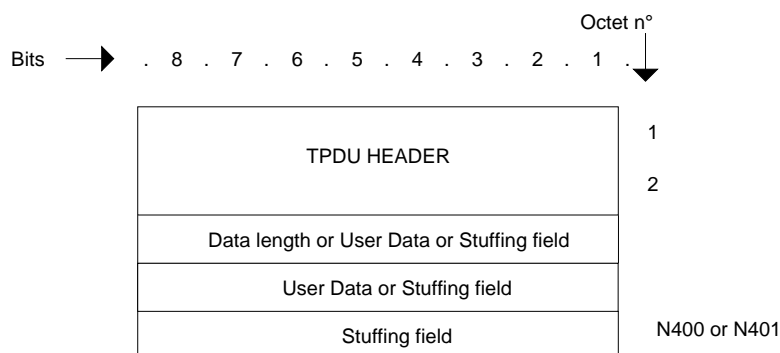 Octet n°
Bits . 8 . 7 . 6 . 5 . 4 . 3 . 2 . 1 .
1
TPDU HEADER
2
Data length or User Data or Stuffing field
User Data or Stuffing field
Stuffing field N400 or N401